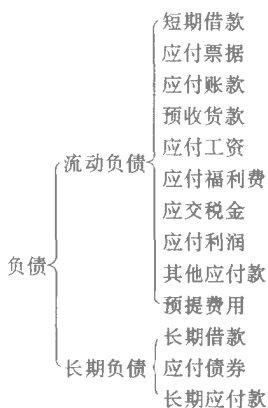 负债
流动负债
短期借款
应付票据
应付账款
预收货款
应付工资
应付福利费
应交税金
应付利润
其他应付款
预提费用
长期负债
长期借款
应付债券
长期应付款